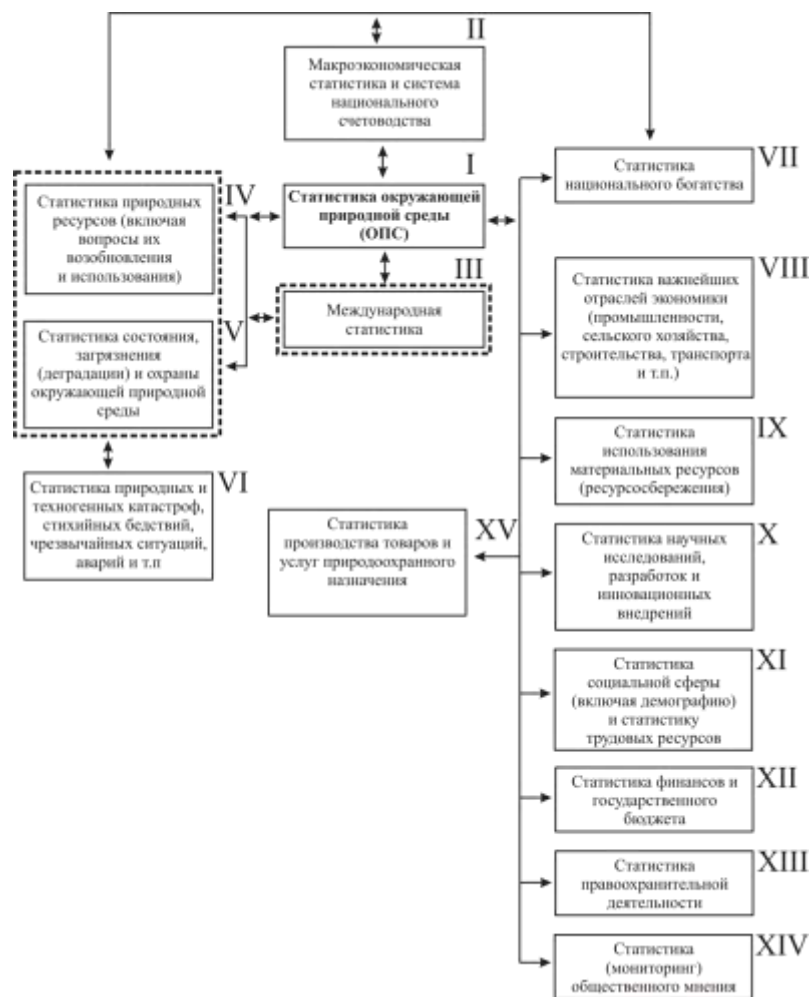 II
Макроэкономическая
статистика и система
национального
счетоводства
I
Статистика окружающей
природной среды
(ОПС)
III
Международная
статистика
IV
Статистика природных
ресурсов (включая
вопросы их
возобновления
и использования)
V
Статистика состояния,
загрязнения
(деградации) и охраны
окружающей природной
среды
VI
Статистика природных и
техногенных катастроф,
стихийных бедствий,
чрезвычайных ситуаций,
аварий и т.п
VII
Статистика
национального богатства
VIII
Статистика важнейших
отраслей экономики
(промышленности,
сельского хозяйства,
строительства, транспорта
и т.п.)
IX
Статистика
использования
материальных ресурсов
(ресурсосбережения)
X
Статистика научных
исследований,
разработок и
инновационных
внедрений
XI
Статистика
социальной сферы
(включая демографию)
и статистику
трудовых ресурсов
XII
Статистика финансов и
государственного
бюджета
XIII
Статистика
правоохранительной
деятельности
XIV
Статистика
(мониторинг)
общественного мнения
XV
Статистика
производства товаров и
услуг природоохранного
назначения